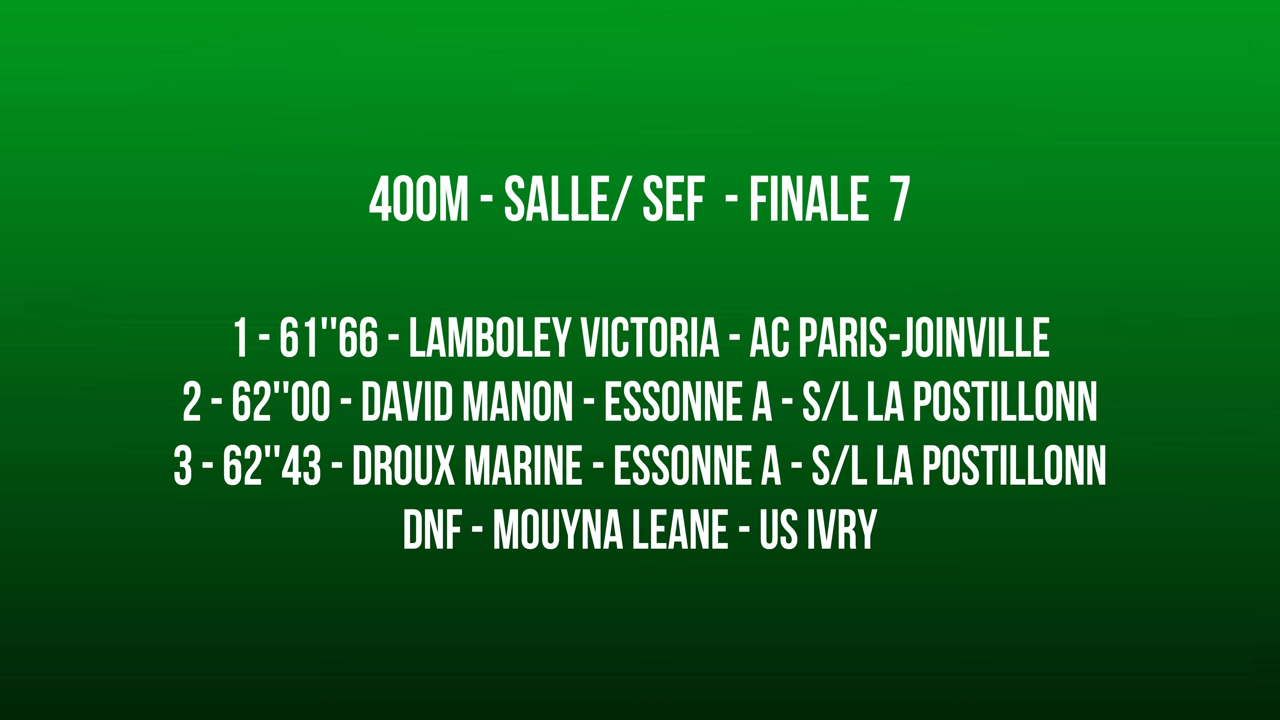 400M - SALLE/ SEF - FINALE 7
1 - 61"66 - LAMBOLEY VICTORIA - AC PARIS-JOINVILLE
2 - 62"00 - DAVID MANON - ESSONNE A - S/L LA POSTILLONN
3 - 62"43 - DROUX MARINE - ESSONNE A - S/L LA POSTILLONN
DNF - MOUYNA LEANE - US IVRY